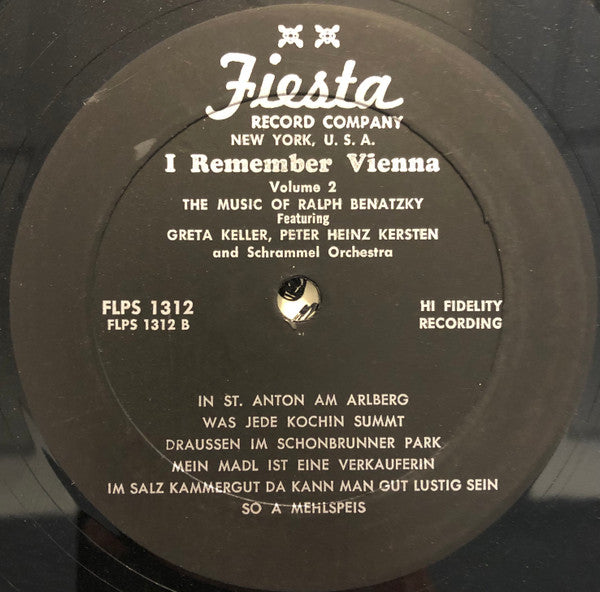 Fiesta
RECORD COMPANY
NEW YORK, U. S. A.
I Remember Vienna
Volume 2
THE MUSIC OF RALPH BENATZKY
Featuring
GRETA KELLER, PETER HEINZ KERSTEN
and Schrammel Orchestra
FLPS 1312
FLPS 1312 B
HI FIDELITY
RECORDING
IN ST. ANTON AM ARLBERG
WAS JEDE KOCHIN SUMMT
DRAUSSEN IM SCHONBRUNNER PARK
MEIN MADL IST EINE VERKAUFERIN
IM SALZ KAMMERGUT DA KANN MAN GUT LUSTIG SEIN
SO A MEHLSPEIS